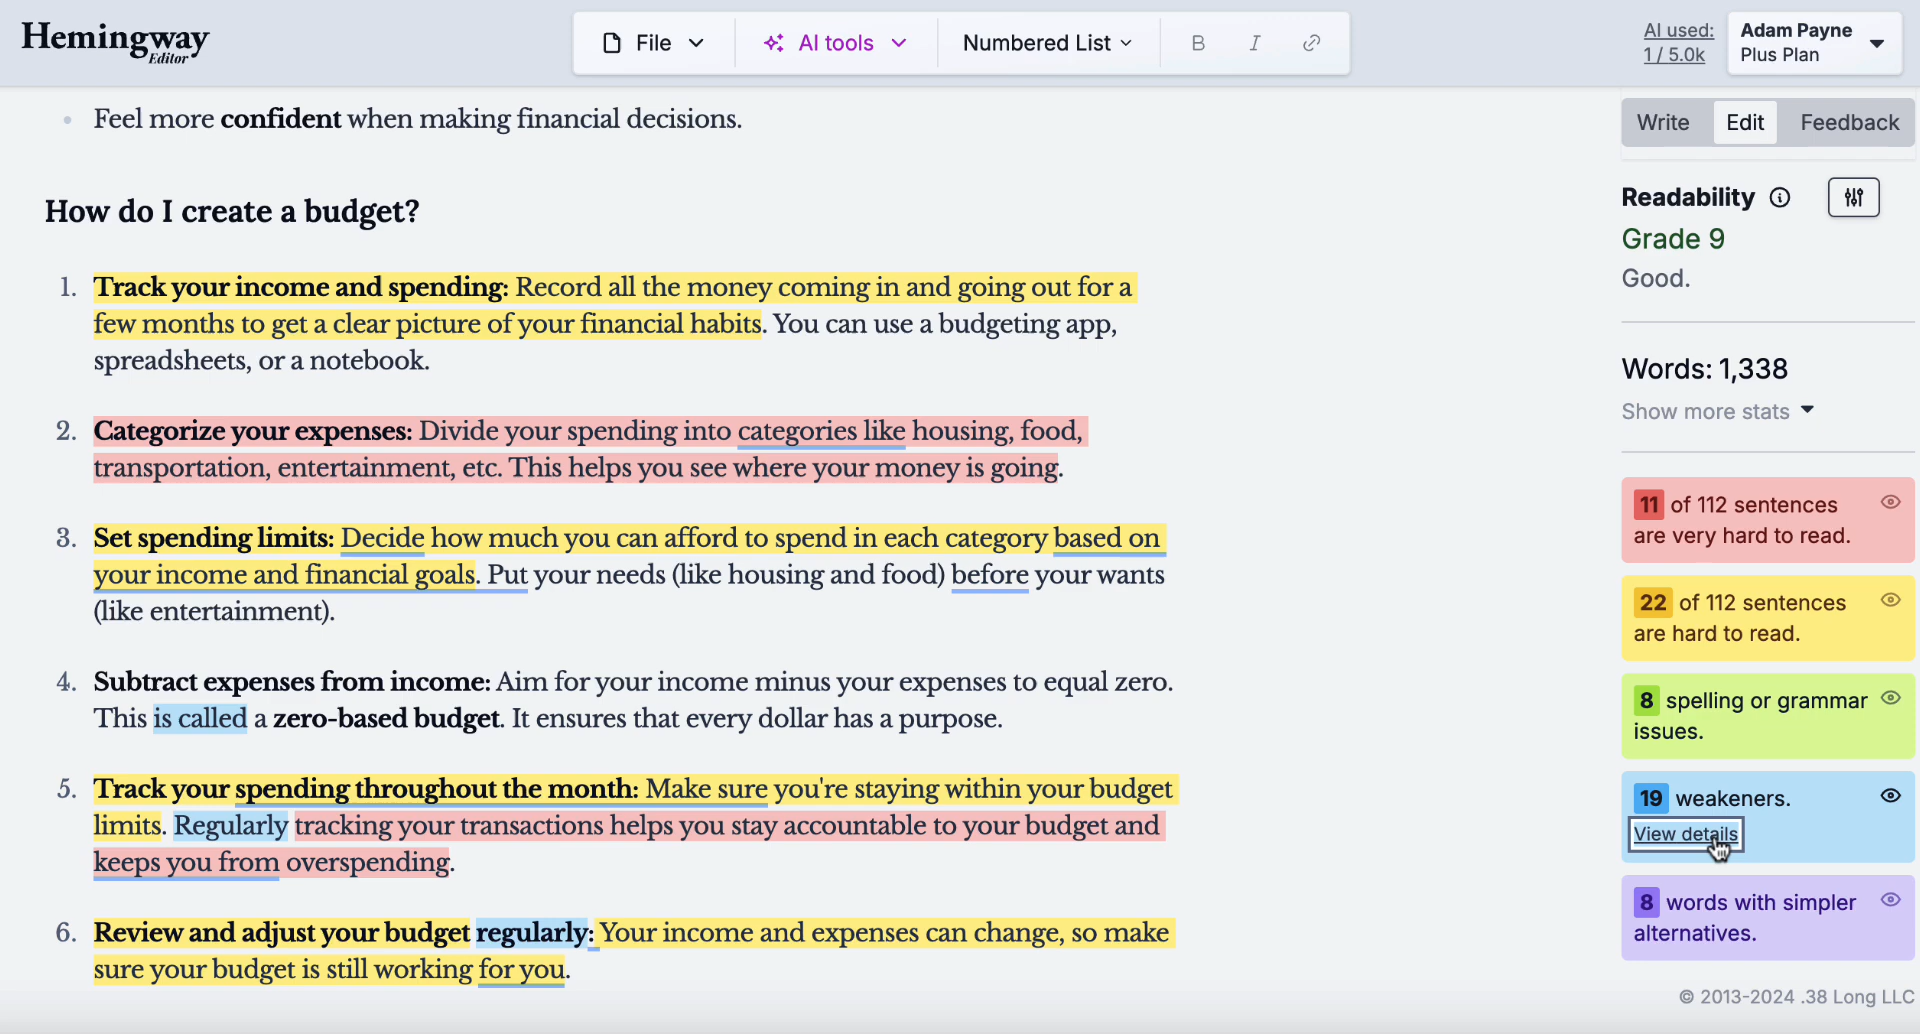 Hemingway
Editor
File
AI tools
Numbered List
B
I
AI used:
1 / 5.0k
Adam Payne
Plus Plan
Feel more confident when making financial decisions.
How do I create a budget?
1. Track your income and spending: Record all the money coming in and going out for a
few months to get a clear picture of your financial habits. You can use a budgeting app,
spreadsheets, or a notebook.
2. Categorize your expenses: Divide your spending into categories like housing, food,
transportation, entertainment, etc. This helps you see where your money is going.
3. Set spending limits: Decide how much you can afford to spend in each category based on
your income and financial goals. Put your needs (like housing and food) before your wants
(like entertainment).
4. Subtract expenses from income: Aim for your income minus your expenses to equal zero.
This is called a zero-based budget. It ensures that every dollar has a purpose.
5. Track your spending throughout the month: Make sure you're staying within your budget
limits. Regularly tracking your transactions helps you stay accountable to your budget and
keeps you from overspending.
6. Review and adjust your budget regularly: Your income and expenses can change, so make
sure your budget is still working for you.
Write
Edit
Feedback
Readability
Grade 9
Good.
Words: 1,338
Show more stats
11 of 112 sentences
are very hard to read.
22 of 112 sentences
are hard to read.
8 spelling or grammar
issues.
19 weakeners.
View details
8 words with simpler
alternatives.
© 2013-2024 .38 Long LLC